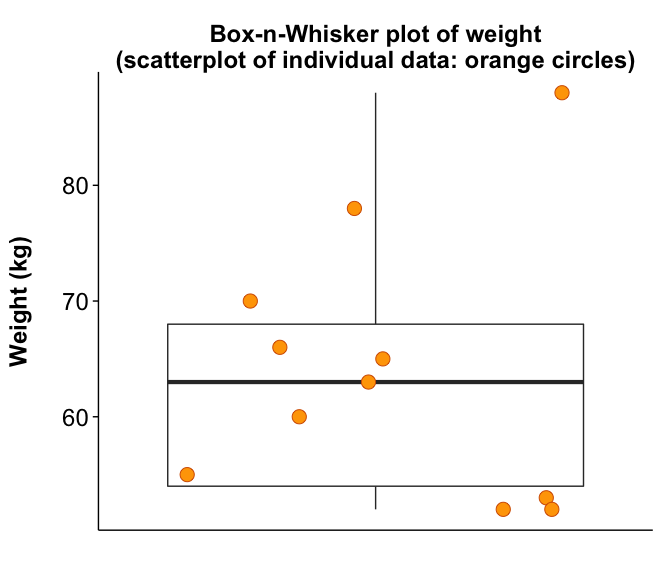 Box-n-Whisker plot of weight
(scatterplot of individual data: orange circles)
80
70
60
Weight (kg)